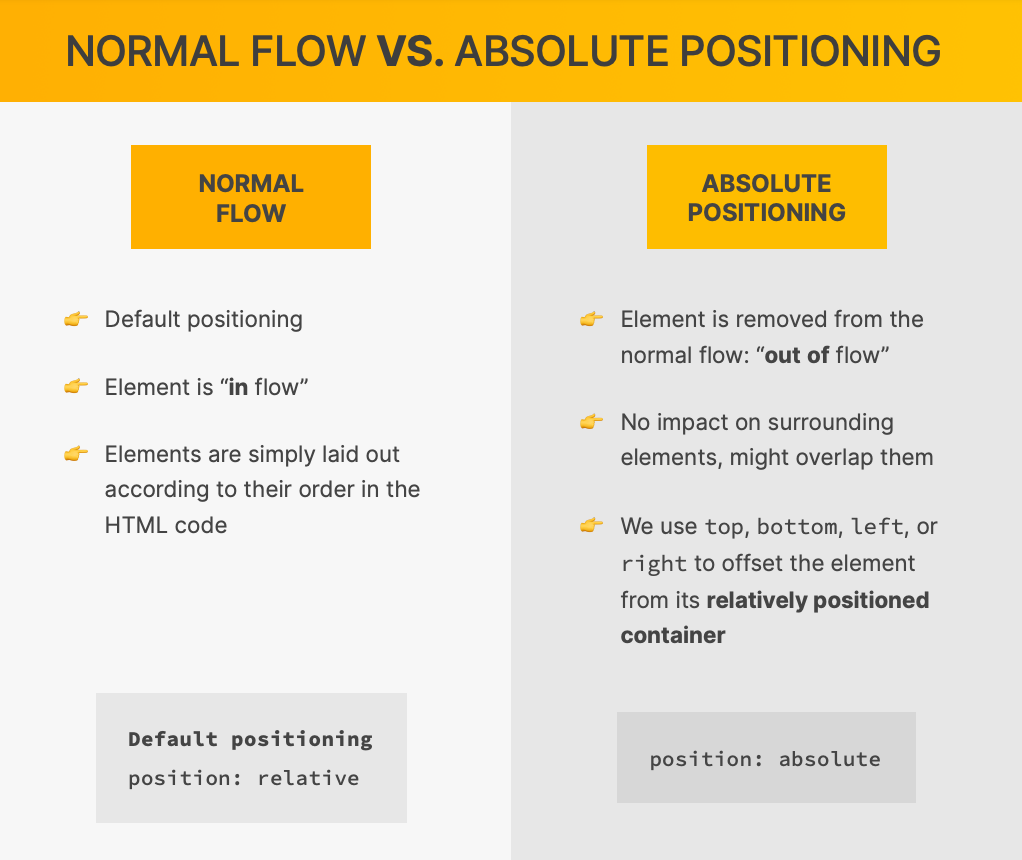 NORMAL FLOW VS. ABSOLUTE POSITIONING
NORMAL
FLOW
👉 Default positioning
👉 Element is “in flow”
👉 Elements are simply laid out
according to their order in the
HTML code
Default positioning
position: relative
ABSOLUTE
POSITIONING
👉 Element is removed from the
normal flow: “out of flow”
👉 No impact on surrounding
elements, might overlap them
👉 We use top, bottom, left, or
right to offset the element
from its relatively positioned
container
position: absolute